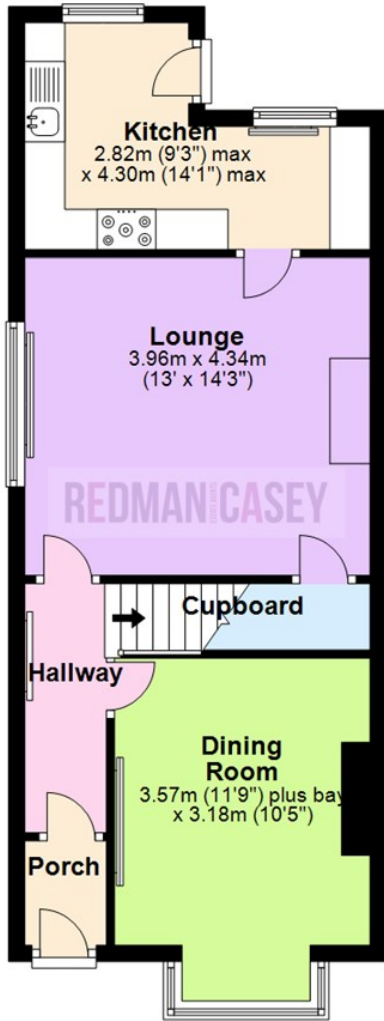 Kitchen
2.82m (9'3") max
x 4.30m (14'1") max
Lounge
3.96m x 4.34m
(13' x 14'3")
REDMAN CASEY
Cupboard
Hallway
Dining
Room
3.57m (11'9") plus bay
x 3.18m (10'5")
Porch